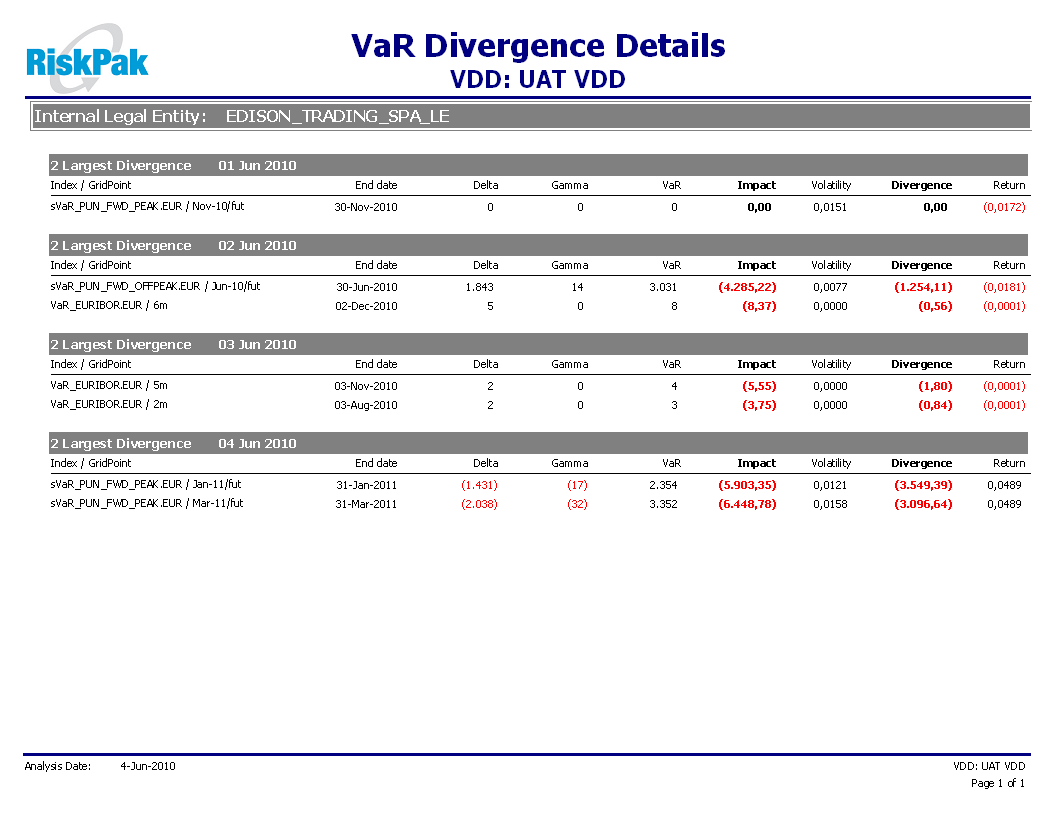 RiskPak
VaR Divergence Details
VDD: UAT VDD
Internal Legal Entity: EDISON_TRADING_SPA_LE
2 Largest Divergence 01 Jun 2010
Index / GridPoint End date Delta Gamma VaR Impact Volatility Divergence Return
sVaR_PUN_FWD_PEAK.EUR / Nov-10/fut 30-Nov-2010 0 0 0 0,00 0,0151 0,00 (0,0172)
2 Largest Divergence 02 Jun 2010
Index / GridPoint End date Delta Gamma VaR Impact Volatility Divergence Return
sVaR_PUN_FWD_OFFPEAK.EUR / Jun-10/fut 30-Jun-2010 1.843 14 3.031 (4.285,22) 0,0077 (1.254,11) (0,0181)
VaR_EURIBOR.EUR / 6m 02-Dec-2010 5 0 8 (8,37) 0,0000 (0,56) (0,0001)
2 Largest Divergence 03 Jun 2010
Index / GridPoint End date Delta Gamma VaR Impact Volatility Divergence Return
VaR_EURIBOR.EUR / 5m 03-Nov-2010 2 0 4 (5,55) 0,0000 (1,80) (0,0001)
VaR_EURIBOR.EUR / 2m 03-Aug-2010 2 0 3 (3,75) 0,0000 (0,84) (0,0001)
2 Largest Divergence 04 Jun 2010
Index / GridPoint End date Delta Gamma VaR Impact Volatility Divergence Return
sVaR_PUN_FWD_PEAK.EUR / Jan-11/fut 31-Jan-2011 (1.431) (17) 2.354 (5.903,35) 0,0121 (3.549,39) 0,0489
sVaR_PUN_FWD_PEAK.EUR / Mar-11/fut 31-Mar-2011 (2.038) (32) 3.352 (6.448,78) 0,0158 (3.096,64) 0,0489
Analysis Date: 4-Jun-2010 VDD: UAT VDD
Page 1 of 1